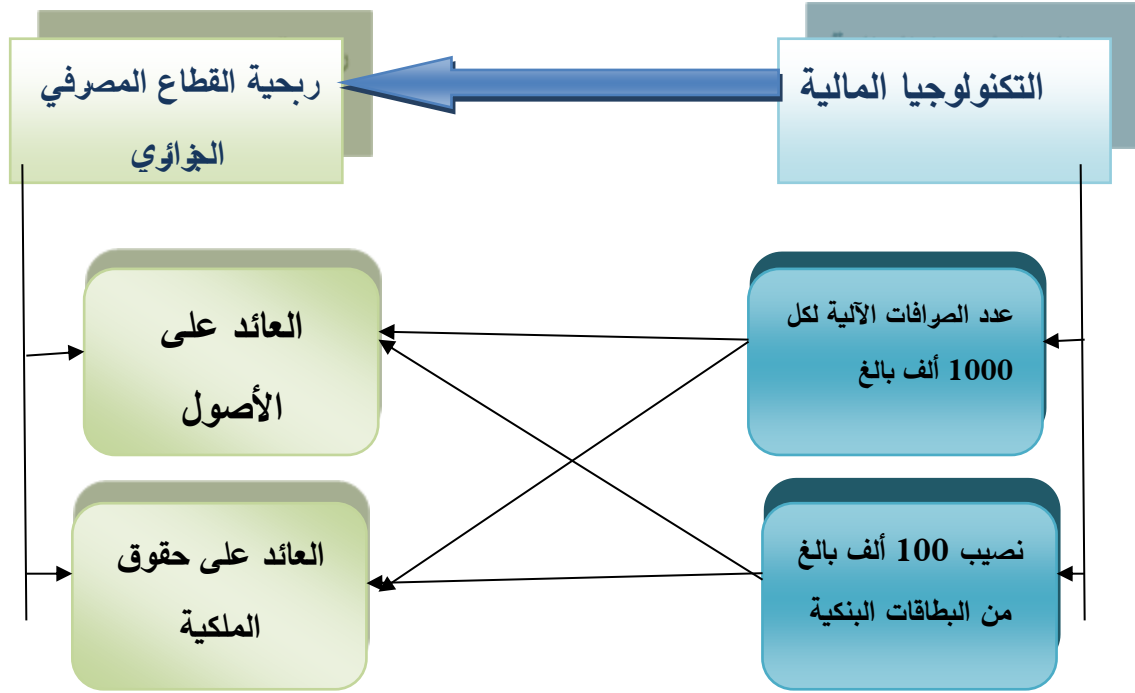 التكنولوجيا المالية
ربحية القطاع المصرفي
الجزائري
عدد الصرافات الآلية لكل
1000 ألف بالغ
العائد على
الأصول
نصيب 100 ألف بالغ
من البطاقات البنكية
العائد على حقوق
الملكية